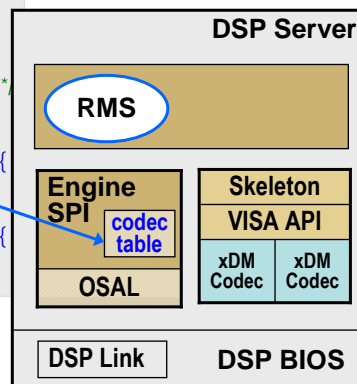 DSP Server
*/
RMS
{
Engine
SPI
codec
table
{
OSAL
Skeleton
VISA API
xDM
Codec
xDM
Codec
DSP Link
DSP BIOS